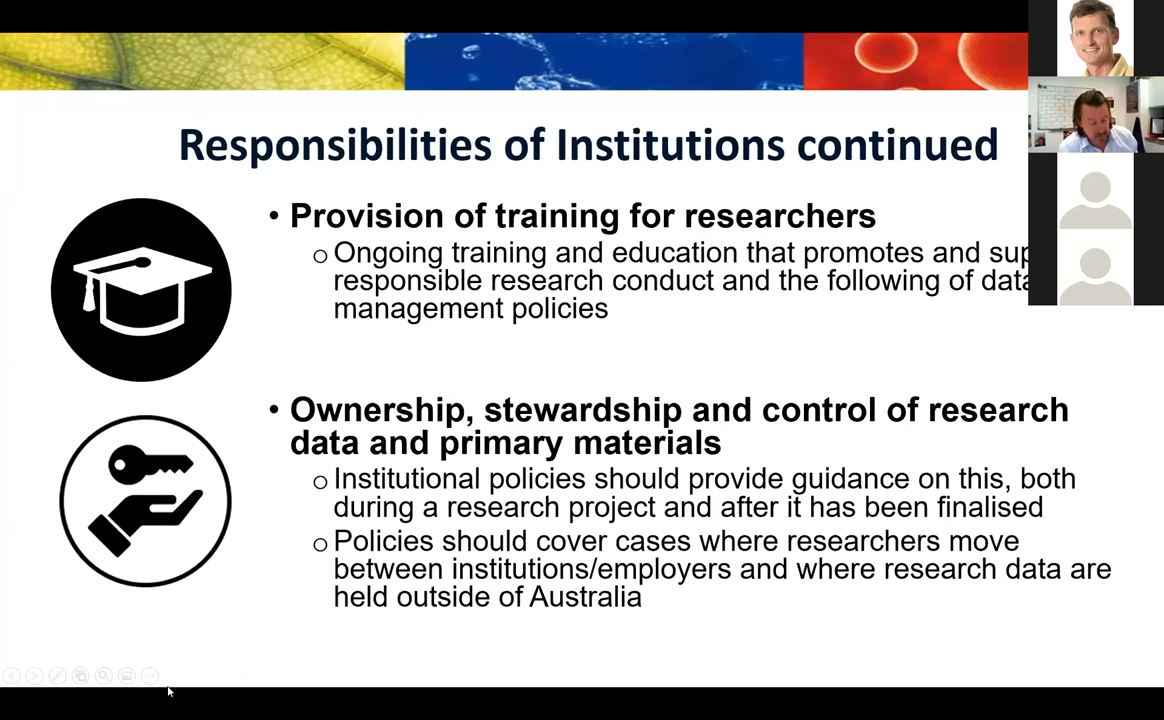 Responsibilities of Institutions continued
• Provision of training for researchers
o Ongoing training and education that promotes and
responsible research conduct and the following of data
management policies
• Ownership, stewardship and control of research
data and primary materials
o Institutional policies should provide guidance on this, both
during a research project and after it has been finalised
o Policies should cover cases where researchers move
between institutions/employers and where research data are
held outside of Australia